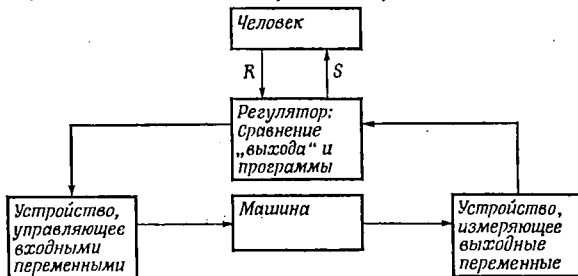 Человек
R
S
Регулятор:
Сравнение
„выхода“ и
программы
Устройство,
управляющее
входными
переменными
Машина
Устройство,
измеряющее
выходные
переменные